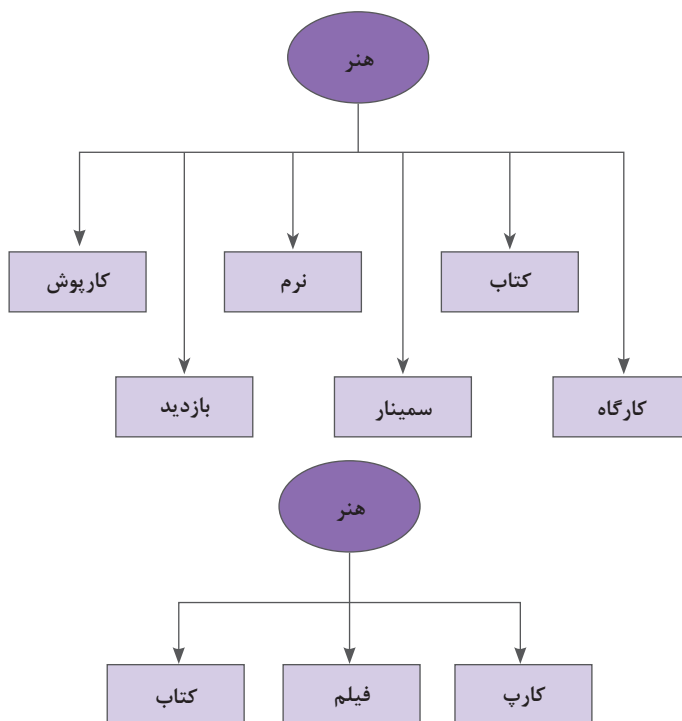 هنر
کتاب
نرم
کارپوش
کارگاه
سمینار
بازدید
هنر
کارپ
فیلم
کتاب